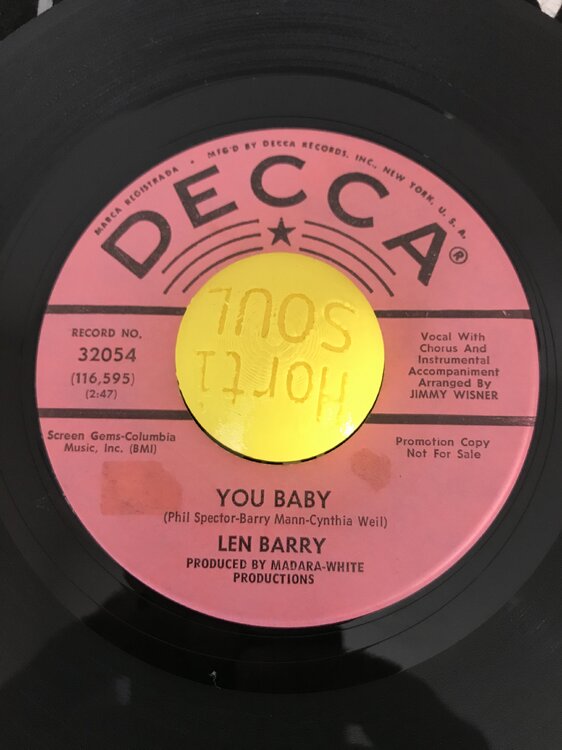 MARCA REGISTRADA • MFG'D BY DECCA RECORDS, INC., NEW YORK, U. S. A.
DECCA®
RECORD NO.
32054
(116,595)
(2:47)
Vocal With
Chorus And
Instrumental
Accompaniment
Arranged By
JIMMY WISNER
Horti
SOUL
Screen Gems-Columbia
Music, Inc. (BMI)
Promotion Copy
Not For Sale
YOU BABY
(Phil Spector-Barry Mann-Cynthia Weil)
LEN BARRY
PRODUCED BY MADARA-WHITE
PRODUCTIONS